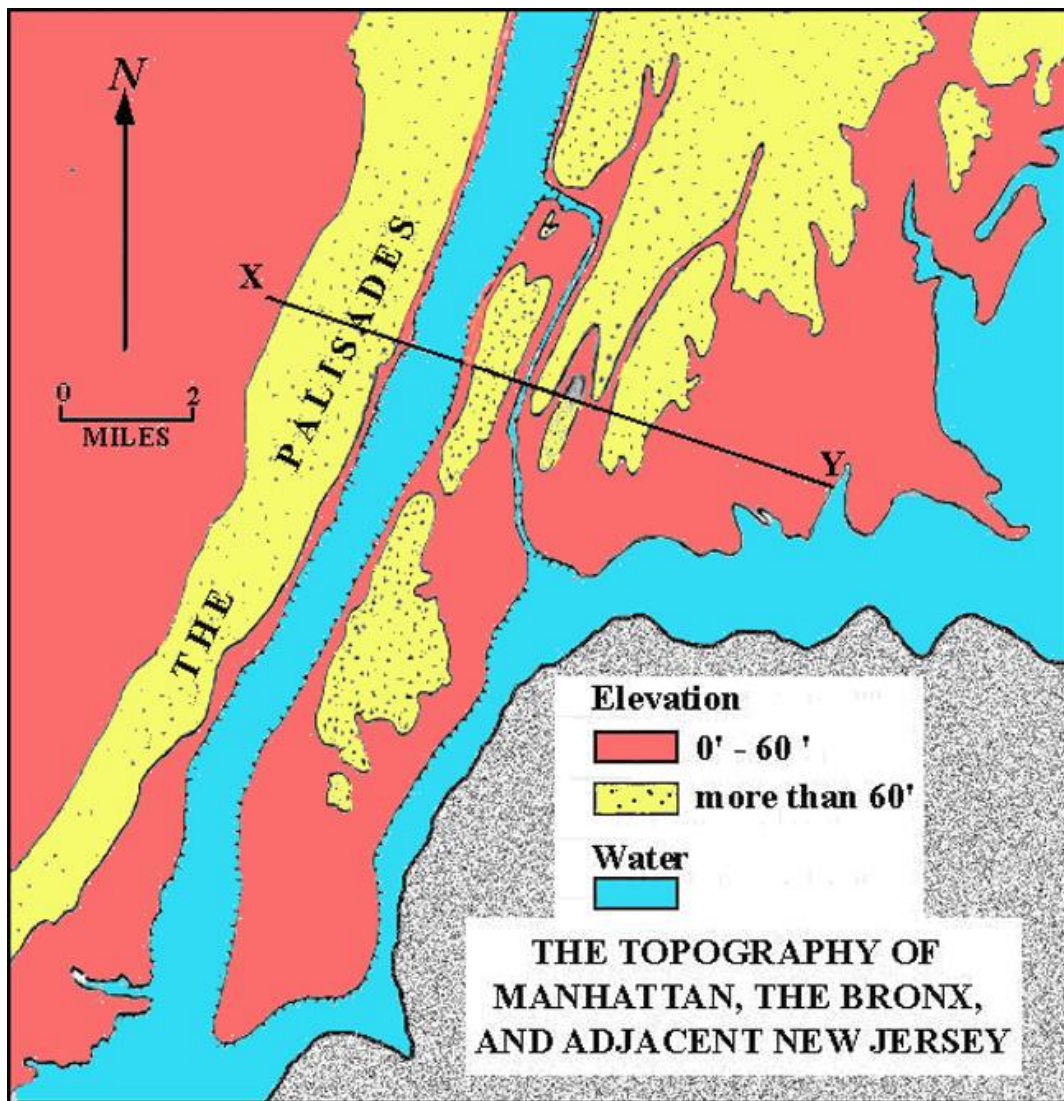 N
X
THE PALISADES
0 2
MILES
Y
Elevation
0' - 60 '
more than 60'
Water
THE TOPOGRAPHY OF
MANHATTAN, THE BRONX,
AND ADJACENT NEW JERSEY